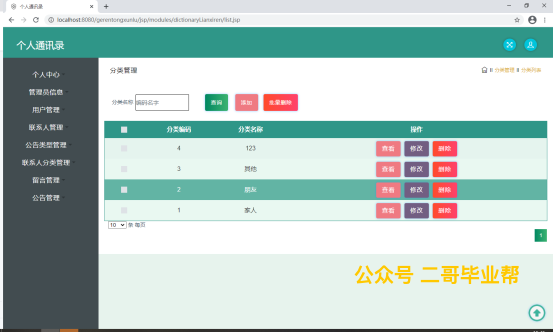 个人通讯录
localhost:8080/gerentongxunlu/jsp/modules/dictionaryLianxiren/list.jsp
个人通讯录
个人中心
管理员信息
用户管理
联系人管理
公告类型管理
联系人分类管理
留言管理
公告管理
分类管理
分类管理 分类列表
分类名称 编码名字 查询 添加 批量删除
分类编码 分类名称 操作
4 123 查看 修改 删除
3 其他 查看 修改 删除
2 朋友 查看 修改 删除
1 家人 查看 修改 删除
10 条 每页
1
公众号 二哥毕业帮